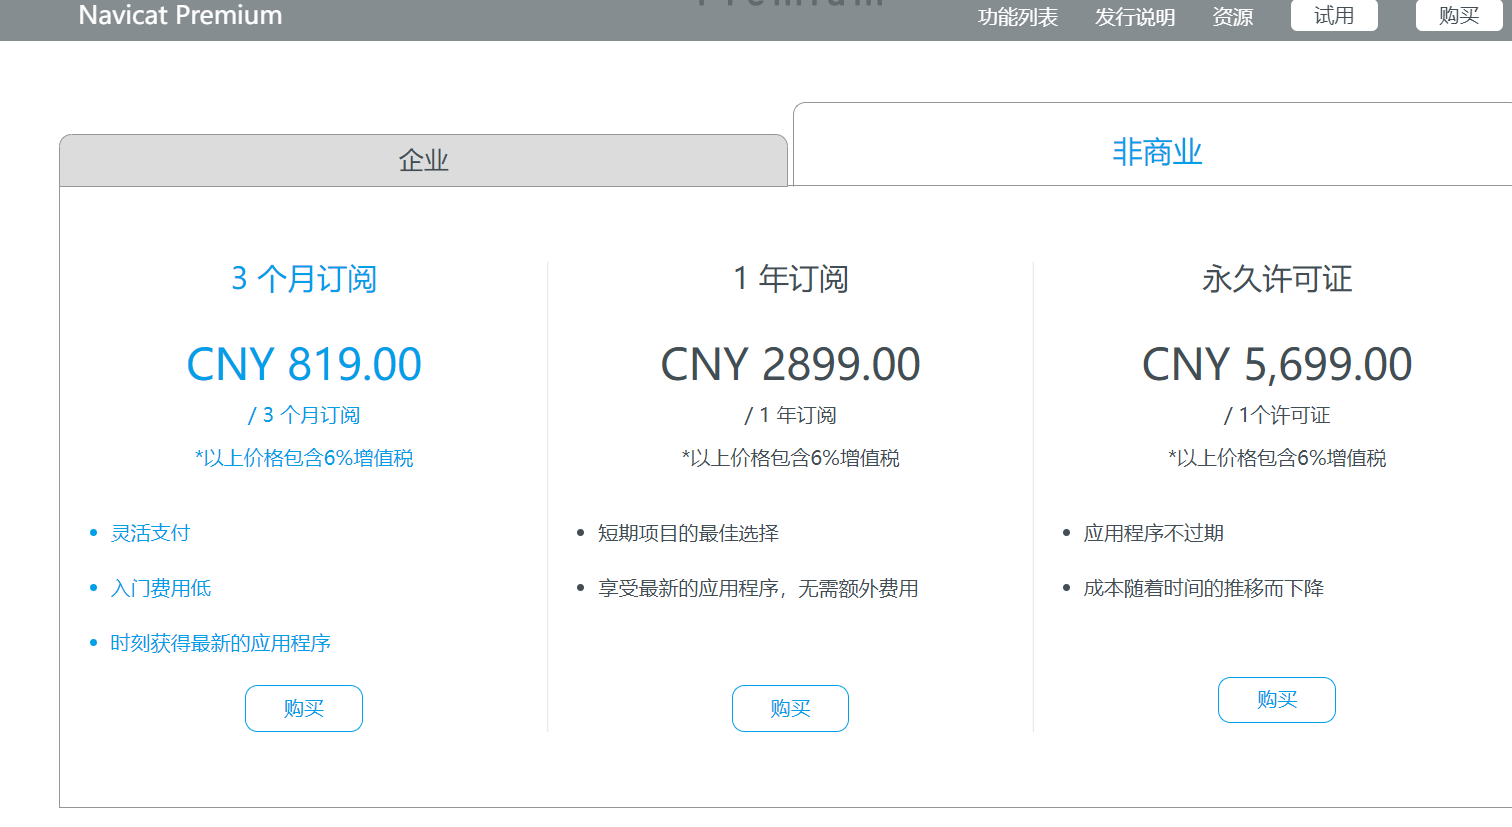 Navicat Premium
Premium
功能列表
发行说明
资源
试用
购买
企业
非商业
3 个月订阅
CNY 819.00
/ 3 个月订阅
*以上价格包含6%增值税
• 灵活支付
• 入门费用低
• 时刻获得最新的应用程序
购买
1 年订阅
CNY 2899.00
/ 1 年订阅
*以上价格包含6%增值税
• 短期项目的最佳选择
• 享受最新的应用程序，无需额外费用
购买
永久许可证
CNY 5,699.00
/ 1个许可证
*以上价格包含6%增值税
• 应用程序不过期
• 成本随着时间的推移而下降
购买